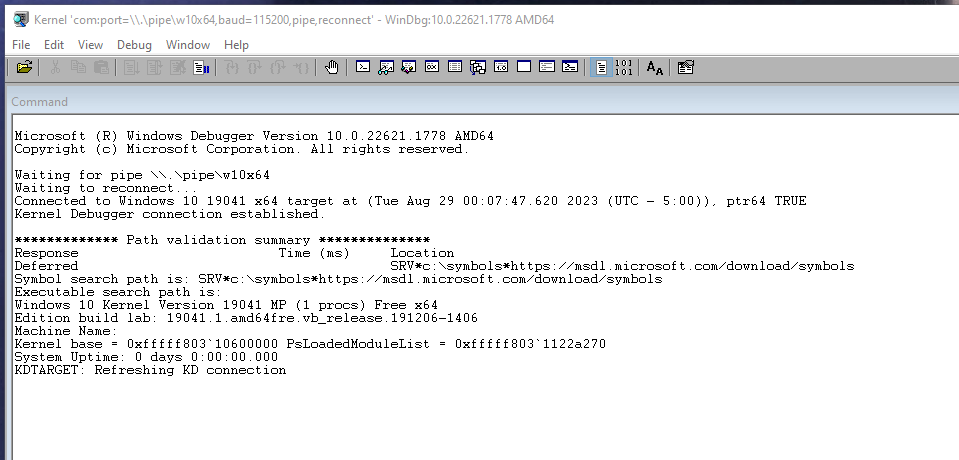 Kernel 'com:port=\\.\pipe\w10x64,baud=115200,pipe,reconnect' - WinDbg:10.0.22621.1778 AMD64
File Edit View Debug Window Help
Command
Microsoft (R) Windows Debugger Version 10.0.22621.1778 AMD64
Copyright (c) Microsoft Corporation. All rights reserved.
Waiting for pipe \\.\pipe\w10x64
Waiting to reconnect...
Connected to Windows 10 19041 x64 target at (Tue Aug 29 00:07:47.620 2023 (UTC - 5:00)), ptr64 TRUE
Kernel Debugger connection established.
************* Path validation summary **************
Response Time (ms) Location
Deferred SRV*c:\symbols*https://msdl.microsoft.com/download/symbols
Symbol search path is: SRV*c:\symbols*https://msdl.microsoft.com/download/symbols
Executable search path is:
Windows 10 Kernel Version 19041 MP (1 procs) Free x64
Edition build lab: 19041.1.amd64fre.vb_release.191206-1406
Machine Name:
Kernel base = 0xfffff803`10600000 PsLoadedModuleList = 0xfffff803`1122a270
System Uptime: 0 days 0:00:00.000
KDTARGET: Refreshing KD connection